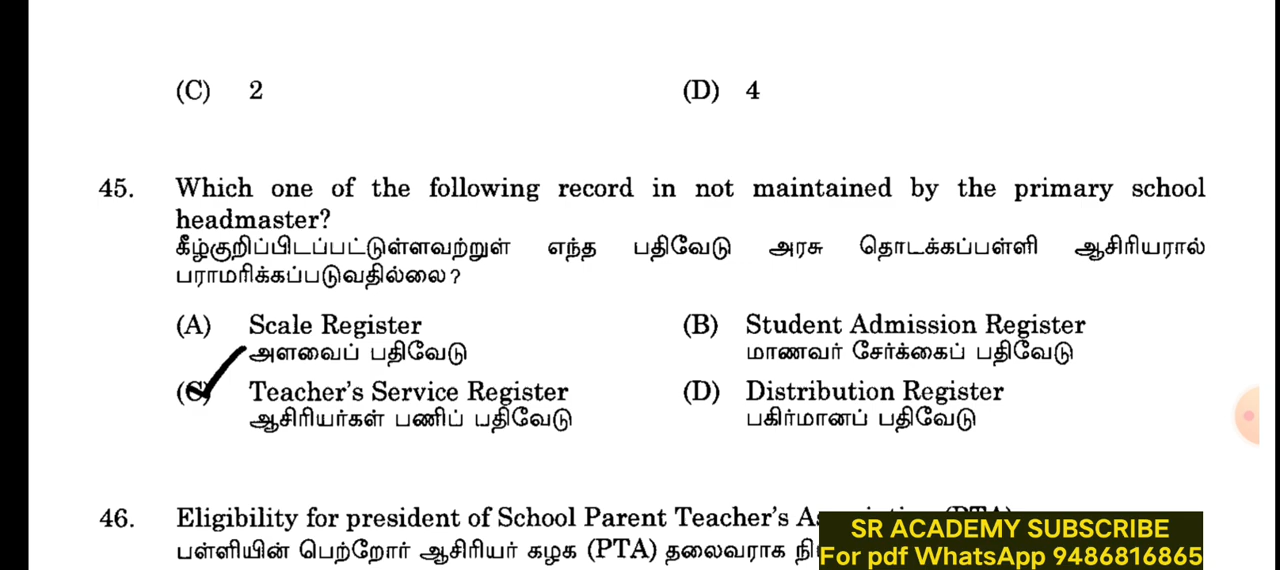 (C) 2 (D) 4
45. Which one of the following record in not maintained by the primary school
headmaster?
கீழ்குறிப்பிடப்பட்டுள்ளவற்றுள் எந்த பதிவேடு அரசு தொடக்கப்பள்ளி ஆசிரியரால்
பராமரிக்கப்படுவதில்லை?
(A) Scale Register (B) Student Admission Register
அளவைப் பதிவேடு மாணவர் சேர்க்கைப் பதிவேடு
(C) Teacher's Service Register (D) Distribution Register
ஆசிரியர்கள் பணிப் பதிவேடு பகிர்மானப் பதிவேடு
46. Eligibility for president of School Parent Teacher's
பள்ளியின் பெற்றோர் ஆசிரியர் கழக (PTA) தலைவராக
SR ACADEMY SUBSCRIBE
For pdf WhatsApp 9486816865